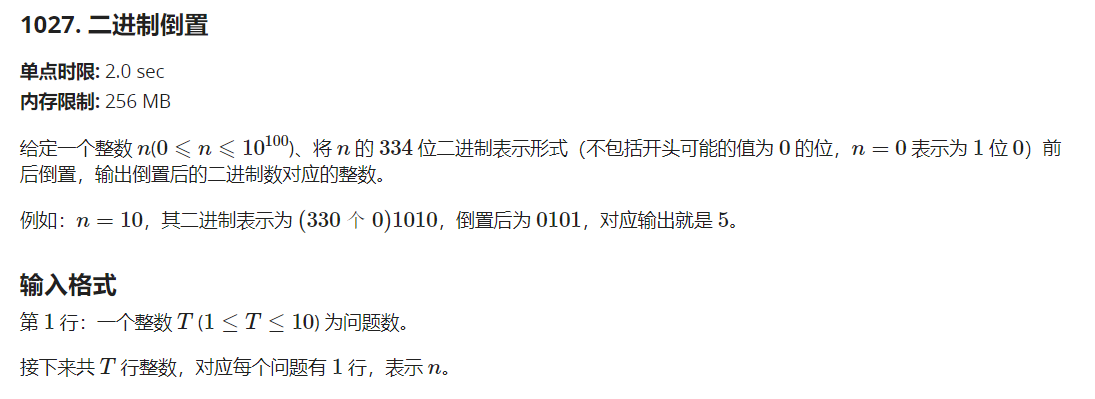 1027. 二进制倒置
单点时限: 2.0 sec
内存限制: 256 MB
给定一个整数 n(0 ⩽ n ⩽ 10^100)、将 n 的 334 位二进制表示形式（不包括开头可能的值为 0 的位，n = 0 表示为 1 位 0）前
后倒置，输出倒置后的二进制数对应的整数。
例如：n = 10，其二进制表示为 (330 个 0)1010，倒置后为 0101，对应输出就是 5。
输入格式
第 1 行：一个整数 T (1 ≤ T ≤ 10) 为问题数。
接下来共 T 行整数，对应每个问题有 1 行，表示 n。